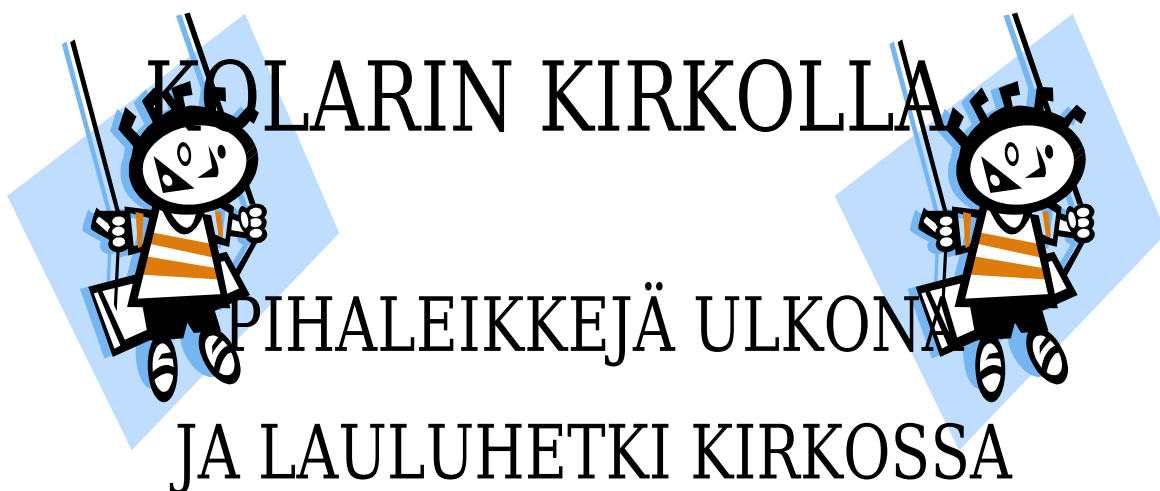 KOLARIN KIRKOLLA
PIHALEIKKEJÄ ULKONA
JA LAULUHETKI KIRKOSSA